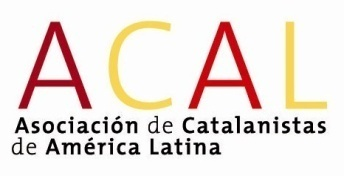 ACAL
Asociación de Catalanistas
de América Latina